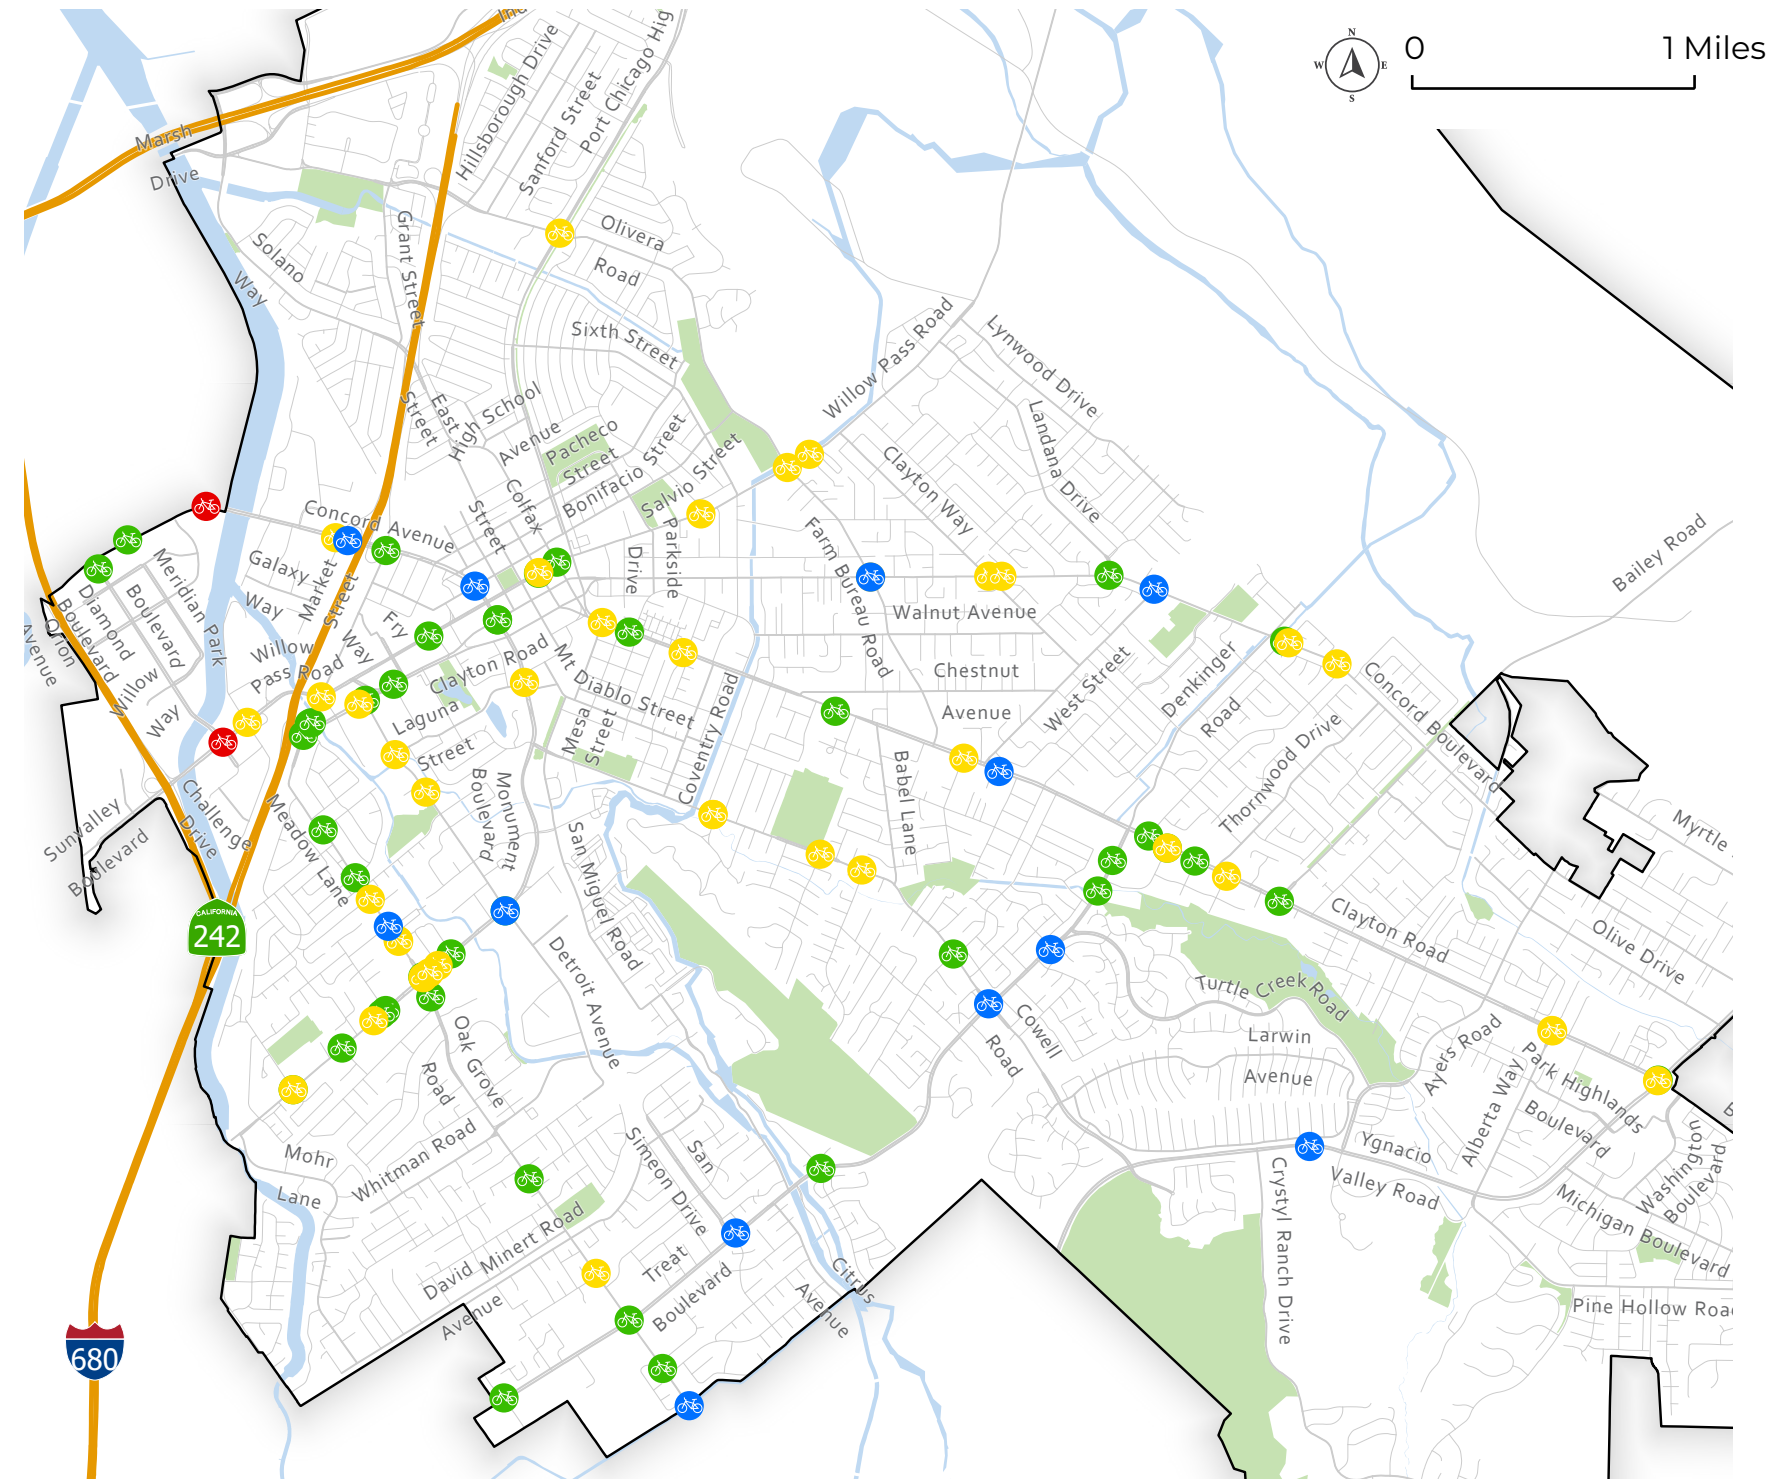 N
W
E
S
0
1 Miles
Hillsborough Drive
Sanford Street
Port Chicago Hig
Marsh
Drive
Olivera
Road
Solano
Way
Grant Street
Sixth Street
Willow Pass Road
Lynwood Drive
Landana Drive
East
Street
High School
Avenue
Pacheco
Street
Bonifacio Street
Salvio Street
Colfax
Street
Clayton Way
Concord Avenue
Galaxy
Way
Market
Street
Meridian Park
Boulevard
Diamond
Boulevard
Orion
Avenue
Willow
Way
Willow
Pass Road
Fry
Way
Clayton Road
Laguna
Street
Mt Diablo Street
Mesa
Street
Parkside
Drive
Farm Bureau Road
Walnut Avenue
Chestnut
Avenue
West Street
Denkinger
Road
Bailey Road
Concord Boulevard
Thornwood Drive
Coventry Road
Babel Lane
Monument
Boulevard
San Miguel Road
Sunvalley
Boulevard
Challenge
Drive
Meadow Lane
CALIFORNIA
242
Detroit Avenue
Oak Grove
Road
Clayton Road
Turtle Creek Road
Larwin
Avenue
Cowell
Road
Myrtle
Olive Drive
Ayers Road
Alberta Way
Park Highlands
Boulevard
Ygnacio
Valley Road
Washington
Boulevard
Michigan Boulevard
Pine Hollow Roa
Crystyl Ranch Drive
Mohr
Lane
Whitman Road
San
Simeon Drive
David Minert Road
Avenue
Treat
Boulevard
Citrus
Avenue
680